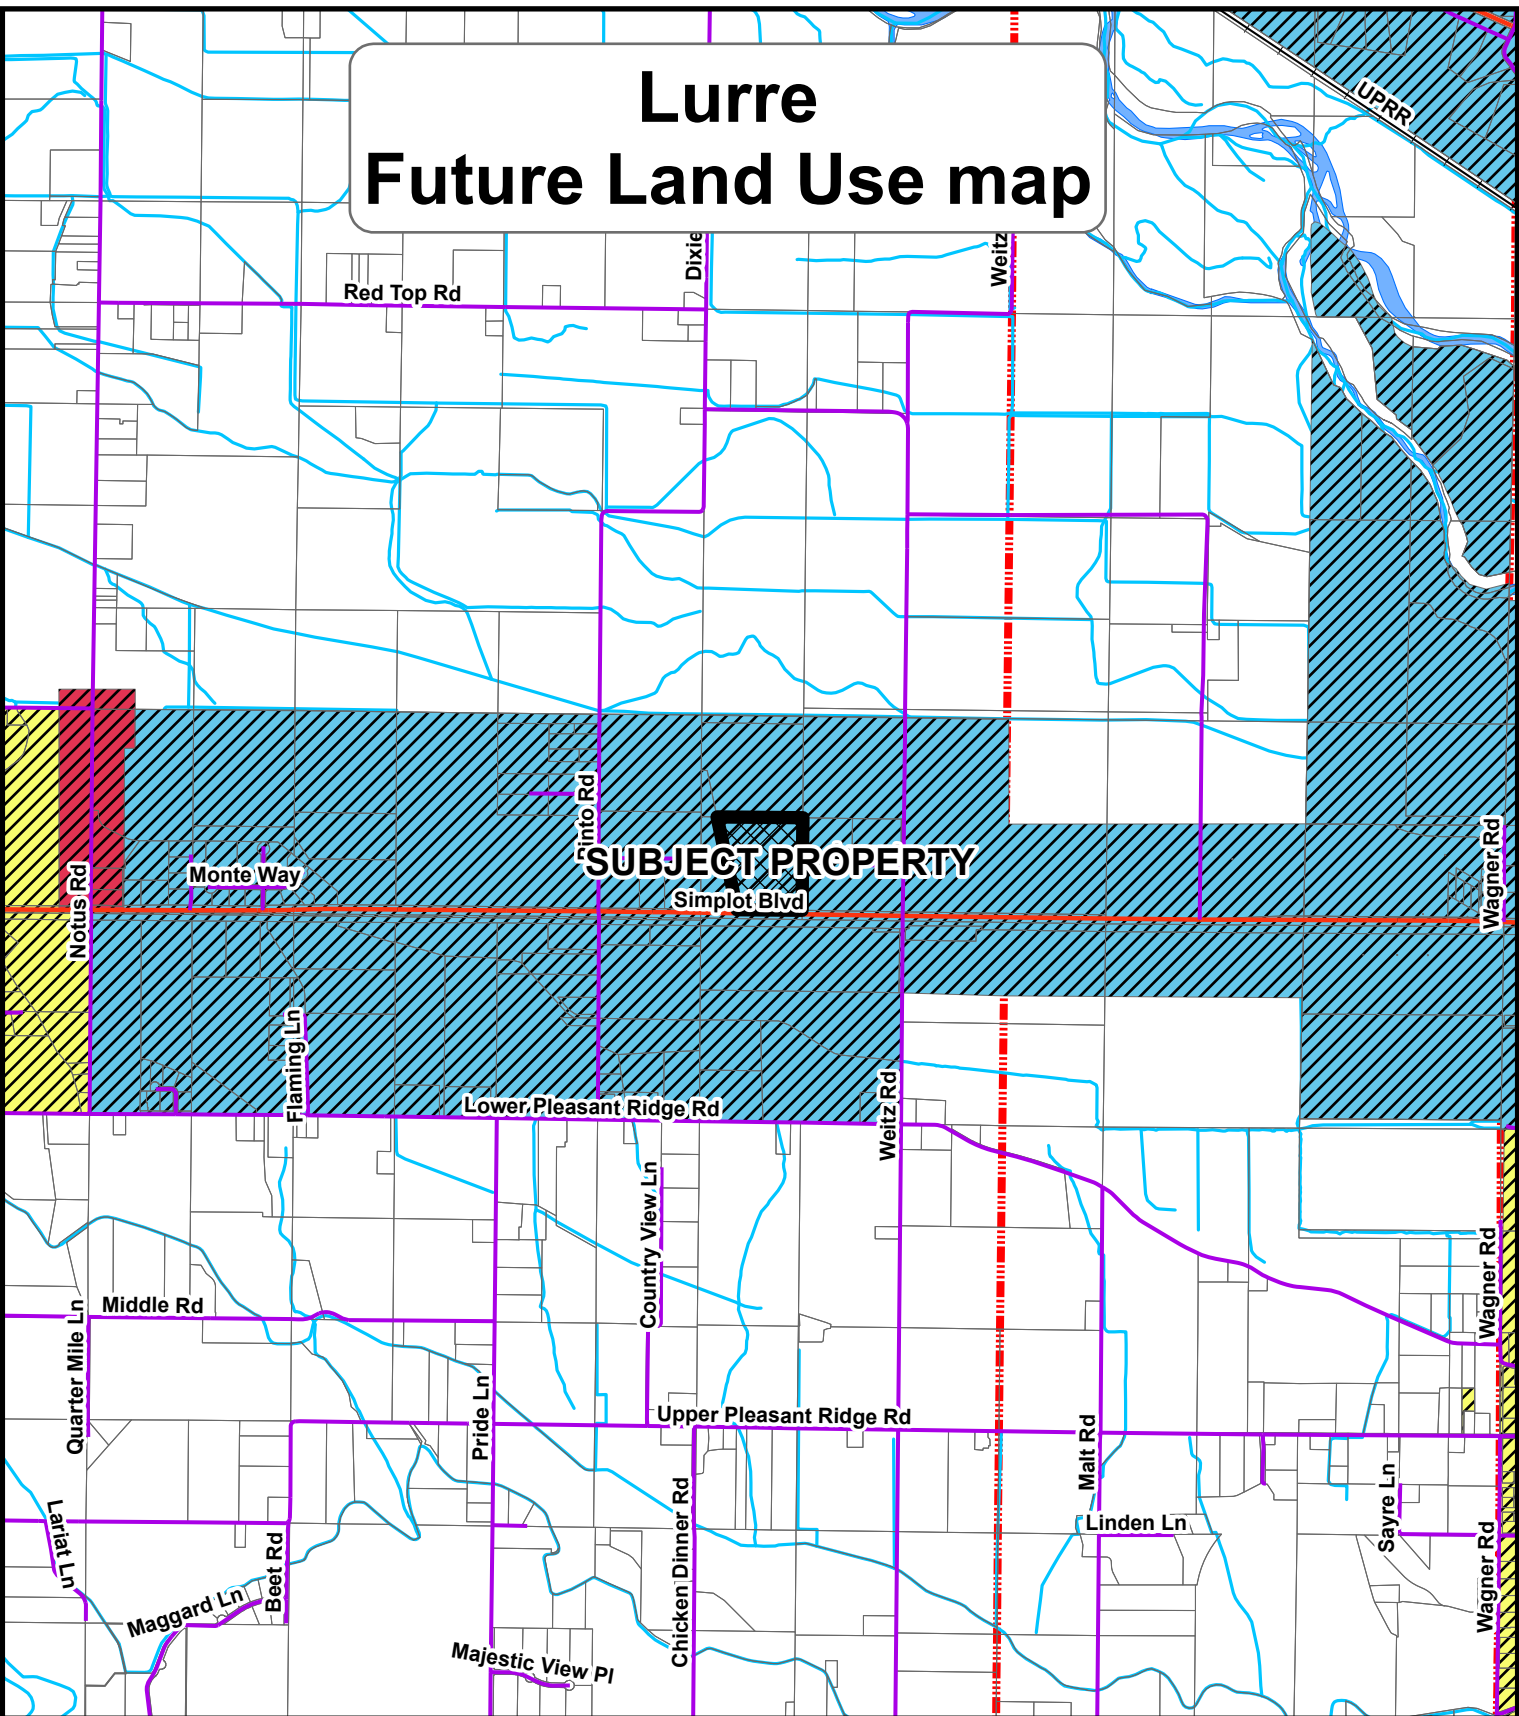 Lurre
Future Land Use map
UPRR
Dixie
Weitz
Red Top Rd
Pinto Rd
SUBJECT PROPERTY
Simplot Blvd
Monte Way
Notus Rd
Wagner Rd
Flaming Ln
Lower Pleasant Ridge Rd
Weitz Rd
Country View Ln
Middle Rd
Quarter Mile Ln
Wagner Rd
Pride Ln
Upper Pleasant Ridge Rd
Malt Rd
Chicken Dinner Rd
Sayre Ln
Lariat Ln
Linden Ln
Beet Rd
Wagner Rd
Maggard Ln
Majestic View Pl